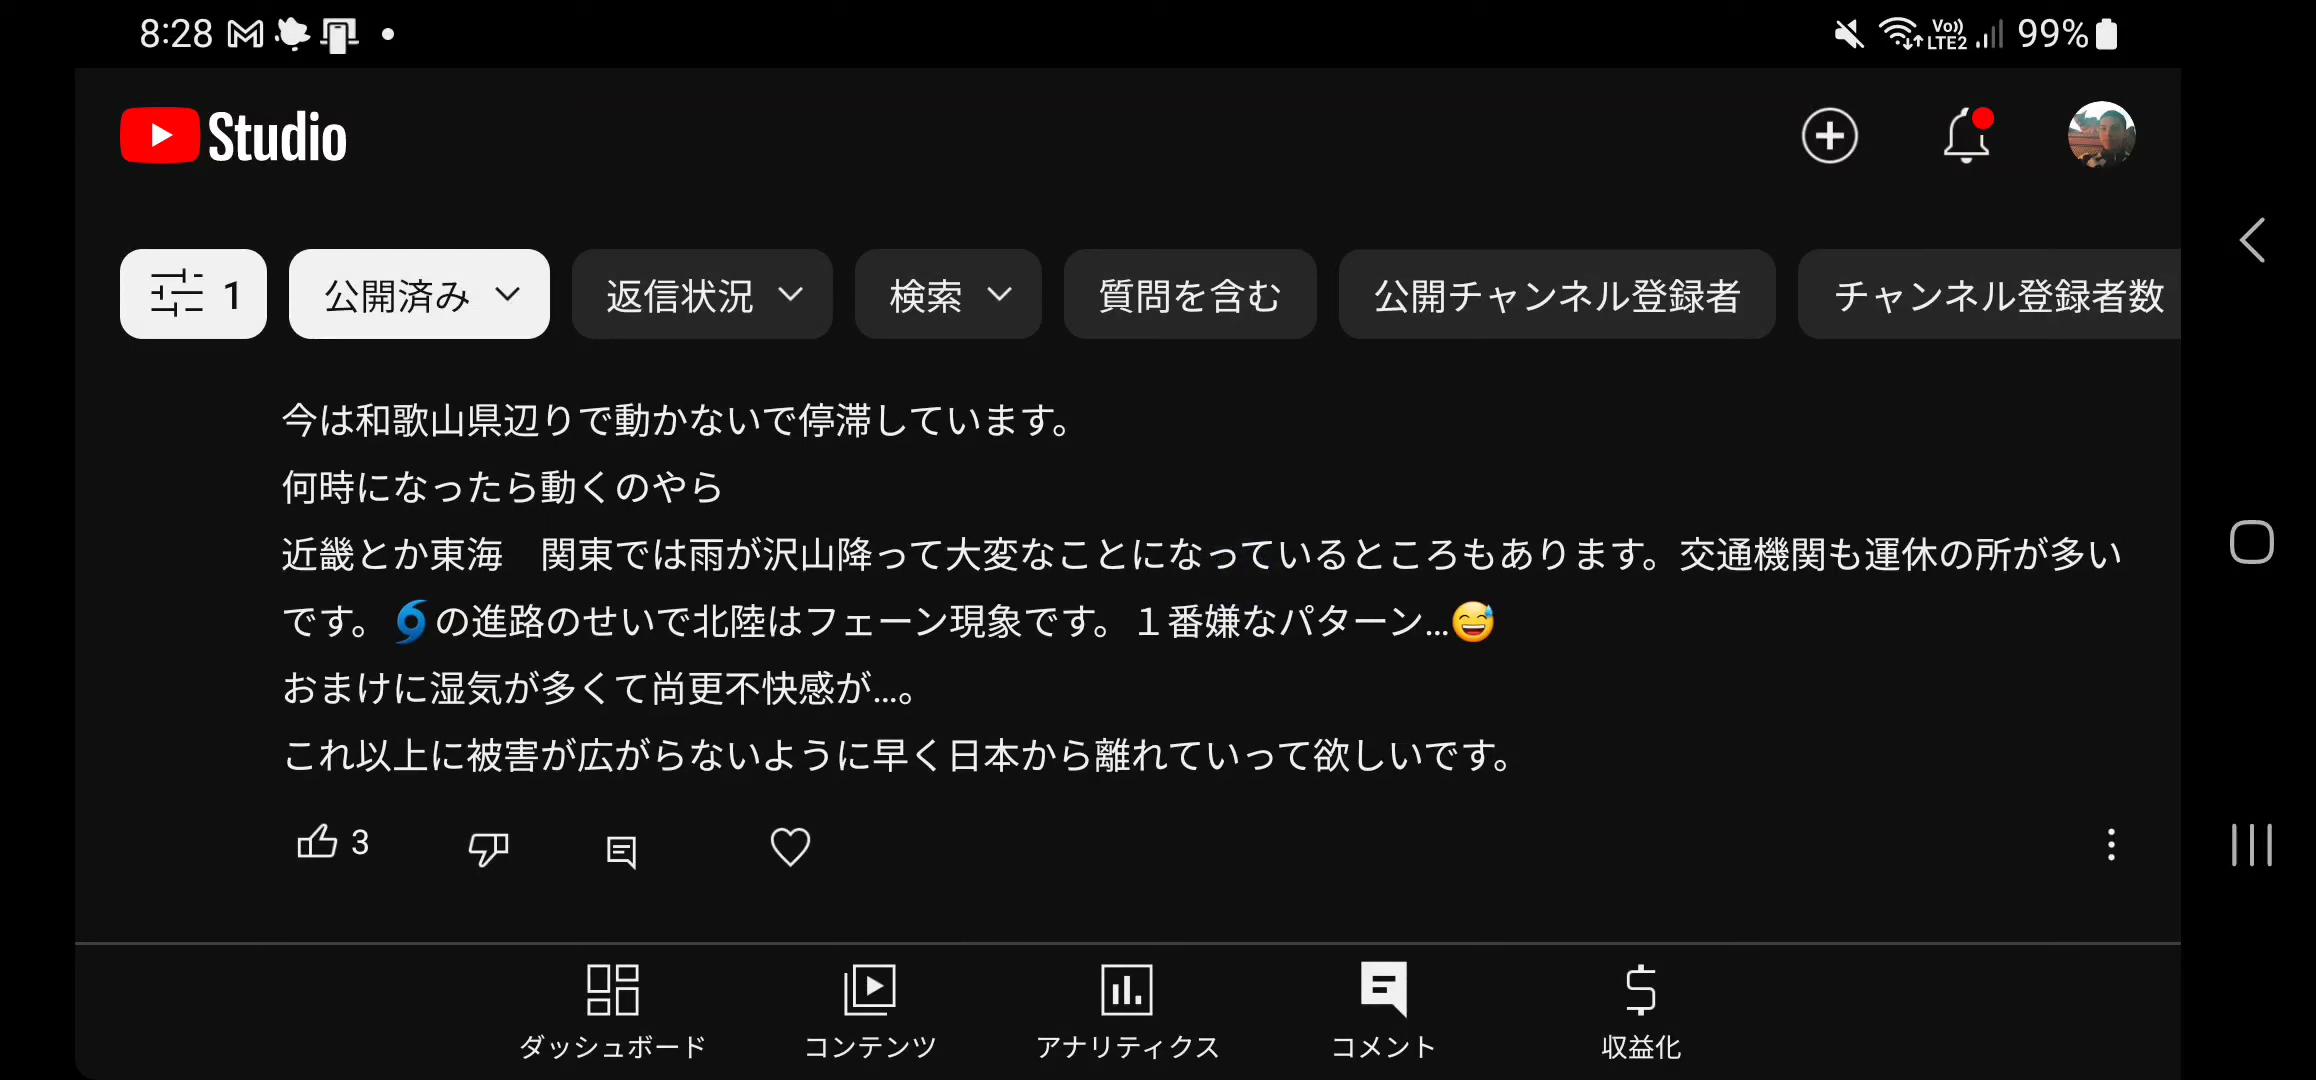 8:28
Vo)) LTE2 99%
Studio
1 公開済み 返信状況 検索 質問を含む 公開チャンネル登録者 チャンネル登録者数
今は和歌山県辺りで動かないで停滞しています。
何時になったら動くのやら
近畿とか東海　関東では雨が沢山降って大変なことになっているところもあります。交通機関も運休の所が多い
です。🌀の進路のせいで北陸はフェーン現象です。１番嫌なパターン...😅
おまけに湿気が多くて尚更不快感が...。
これ以上に被害が広がらないように早く日本から離れていって欲しいです。
3
ダッシュボード コンテンツ アナリティクス コメント 収益化